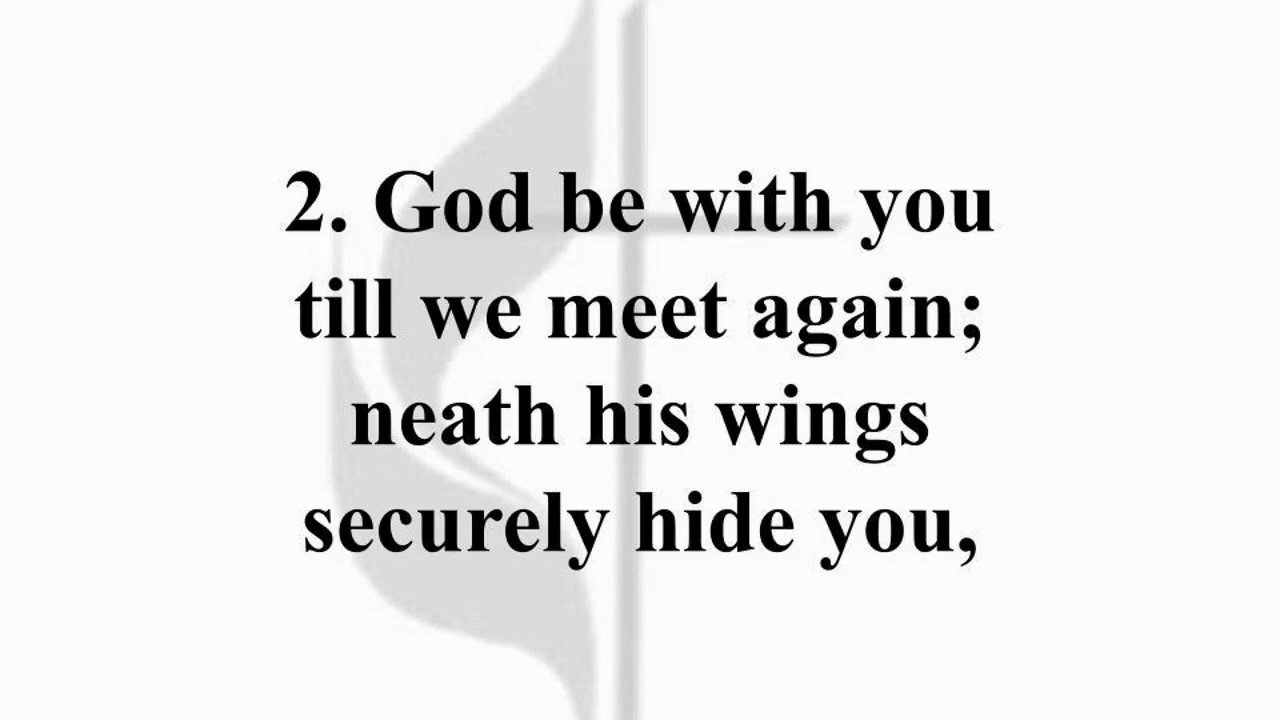 2. God be with you
till we meet again;
neath his wings
securely hide you,